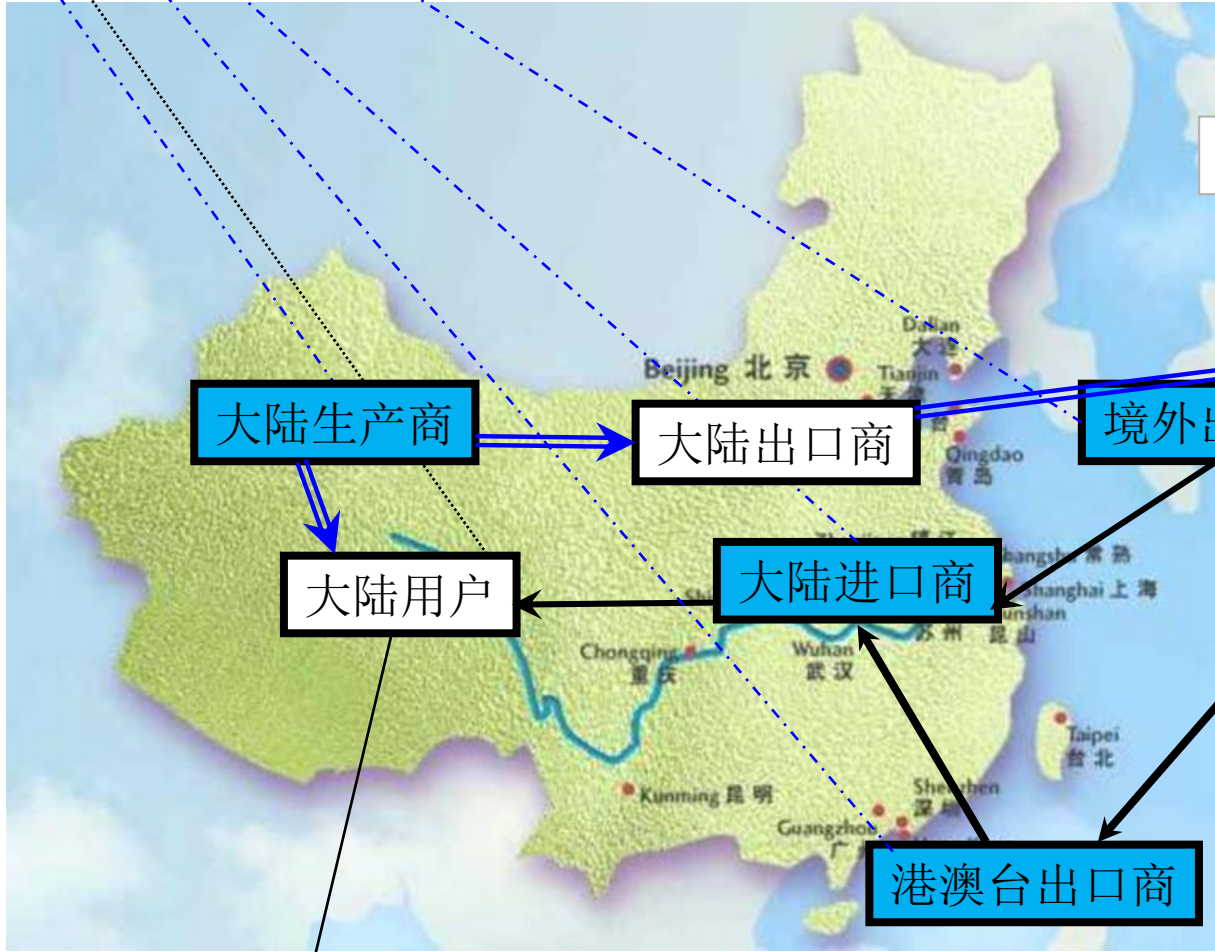 Dalian
大连
Beijing 北京
Tianjin
大陆生产商
大陆出口商
境外出
Qingdao
青岛
大陆用户
大陆进口商
常熟
Shanghai 上海
苏州
昆山
Chongqing
重庆
Wuhan
武汉
Taipei
台北
Kunming 昆明
Shenzhen
深圳
Guangzhou
广
港澳台出口商